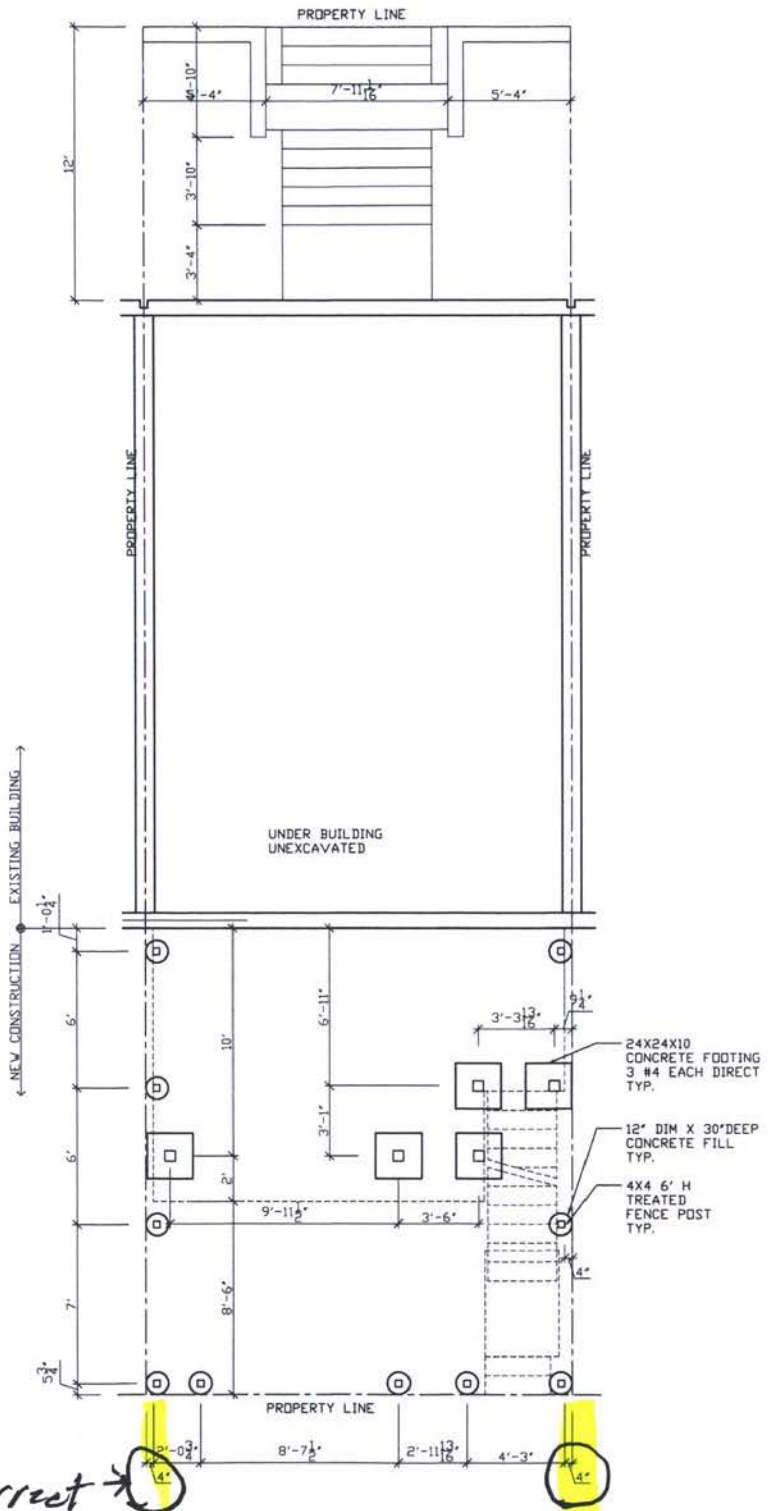 PROPERTY LINE
4'-10"
5'-4"
7'-11 1/16"
5'-4"
12'
3'-10"
3'-4"
PROPERTY LINE
PROPERTY LINE
EXISTING BUILDING
NEW CONSTRUCTION
UNDER BUILDING
UNEXCAVATED
1'-0 1/4"
6'
6'
7'
5 3/4"
10'
2'
8'-6"
6'-11"
3'-1"
3'-3 13/16"
9 1/4"
24X24X10
CONCRETE FOOTING
3 #4 EACH DIRECT
TYP.
12" DIM X 30"DEEP
CONCRETE FILL
TYP.
4X4 6' H
TREATED
FENCE POST
TYP.
9'-11 1/2"
3'-6"
4"
PROPERTY LINE
2'-0 3/4"
8'-7 1/2"
2'-11 13/16"
4'-3"
4"
4"